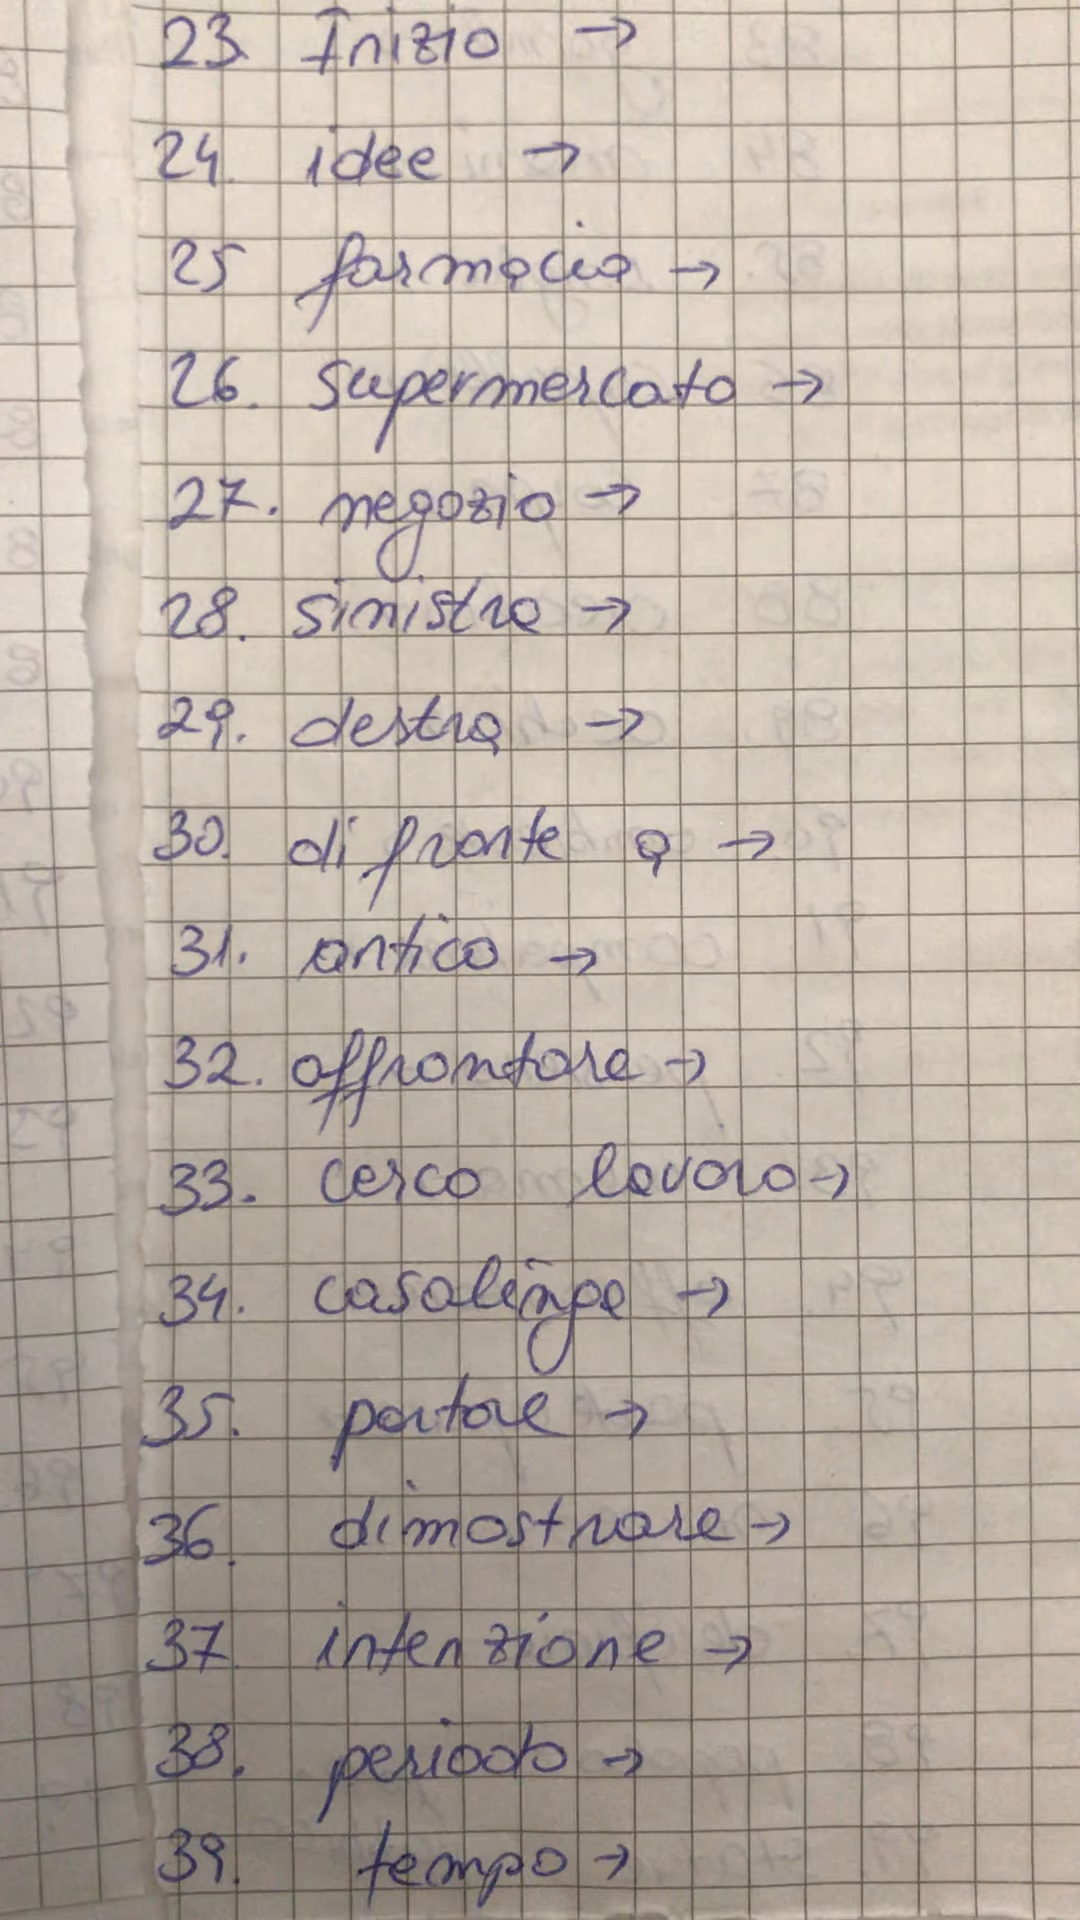 23. Inizio →
24. idee →
25 farmacia →
26. supermercato →
27. negozio →
28. sinistra →
29. destra →
30. di fronte a →
31. antico →
32. affrontare →
33. cerco lavoro →
34. casalinga →
35. portare →
36. dimostrare →
37. intenzione →
38. periodo →
39. tempo →